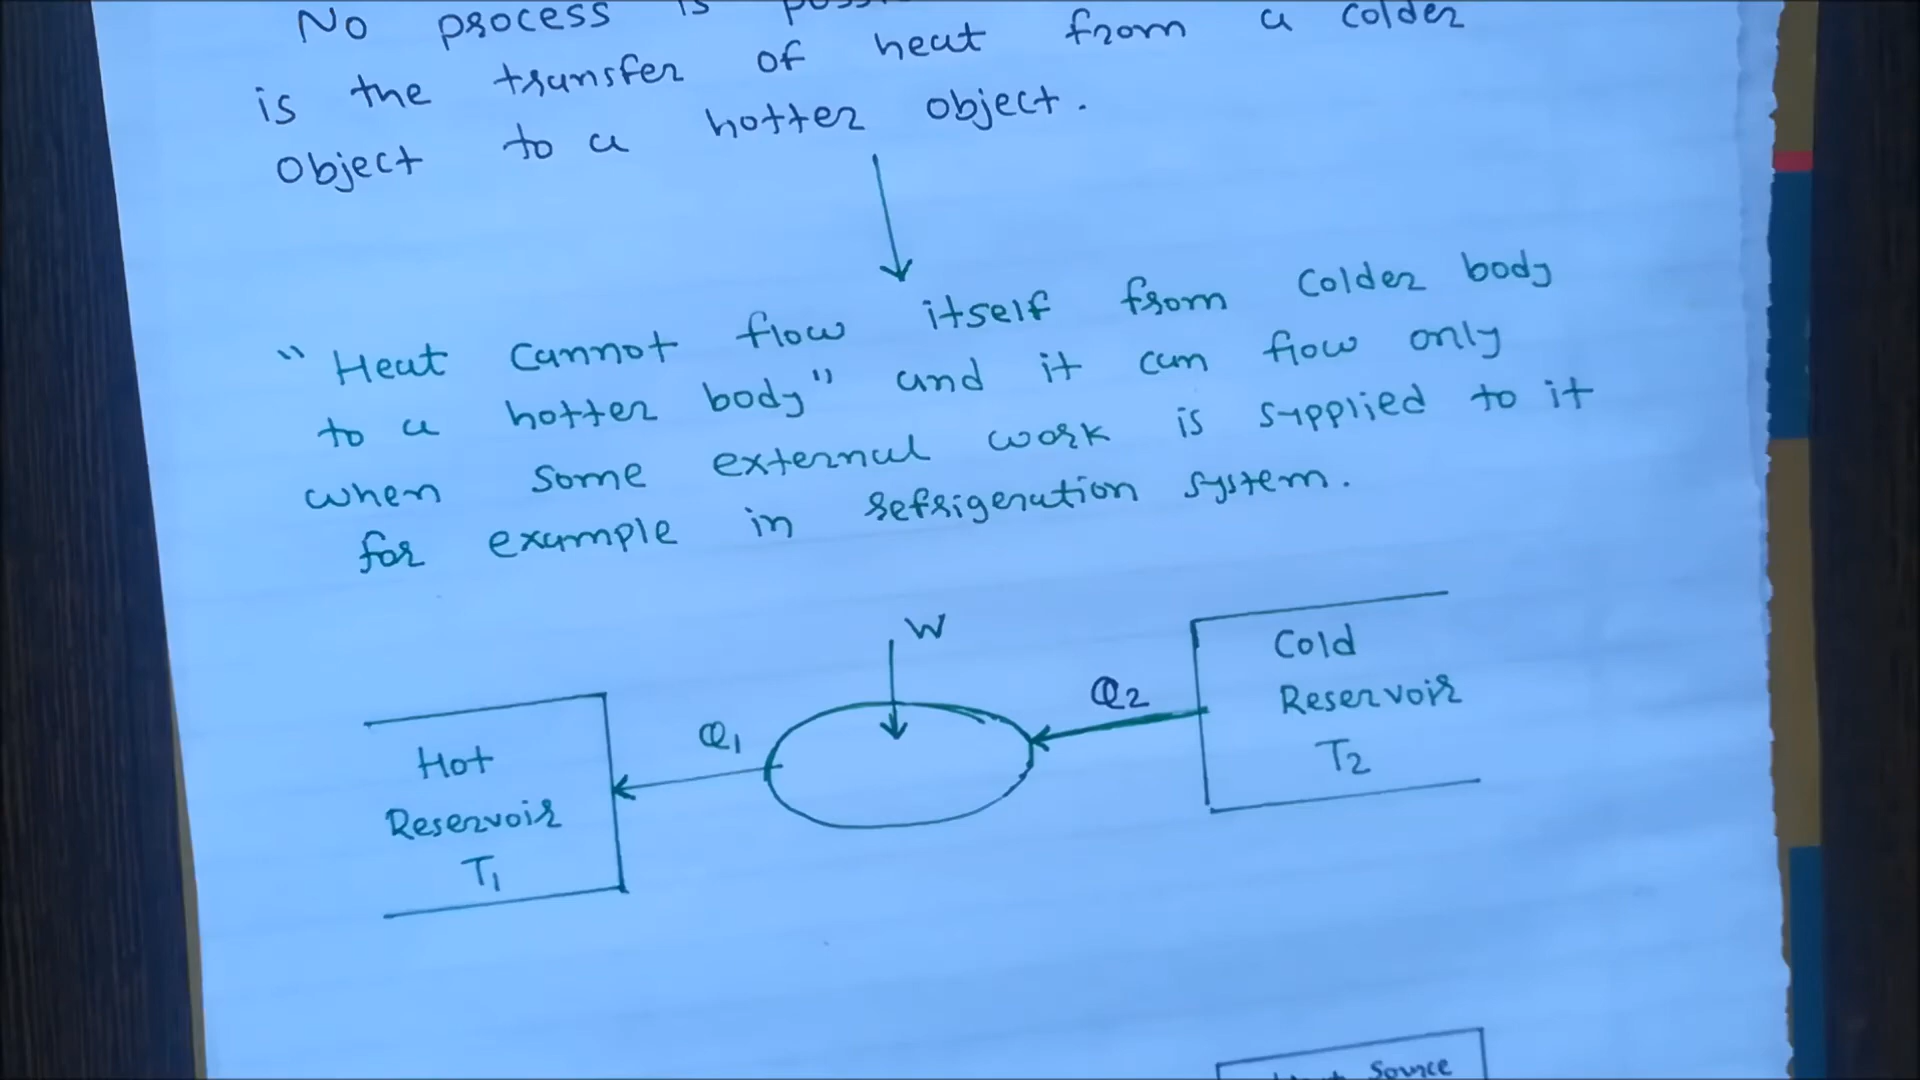 No process is
is the transfer of heat from a colder
object to a hotter object.
"Heat cannot flow itself from colder body
to a hotter body" and it can flow only
when some external work is supplied to it
for example in refrigeration system.
W
Cold
Reservoir
T2
Q2
Q1
Hot
Reservoir
T1
Source